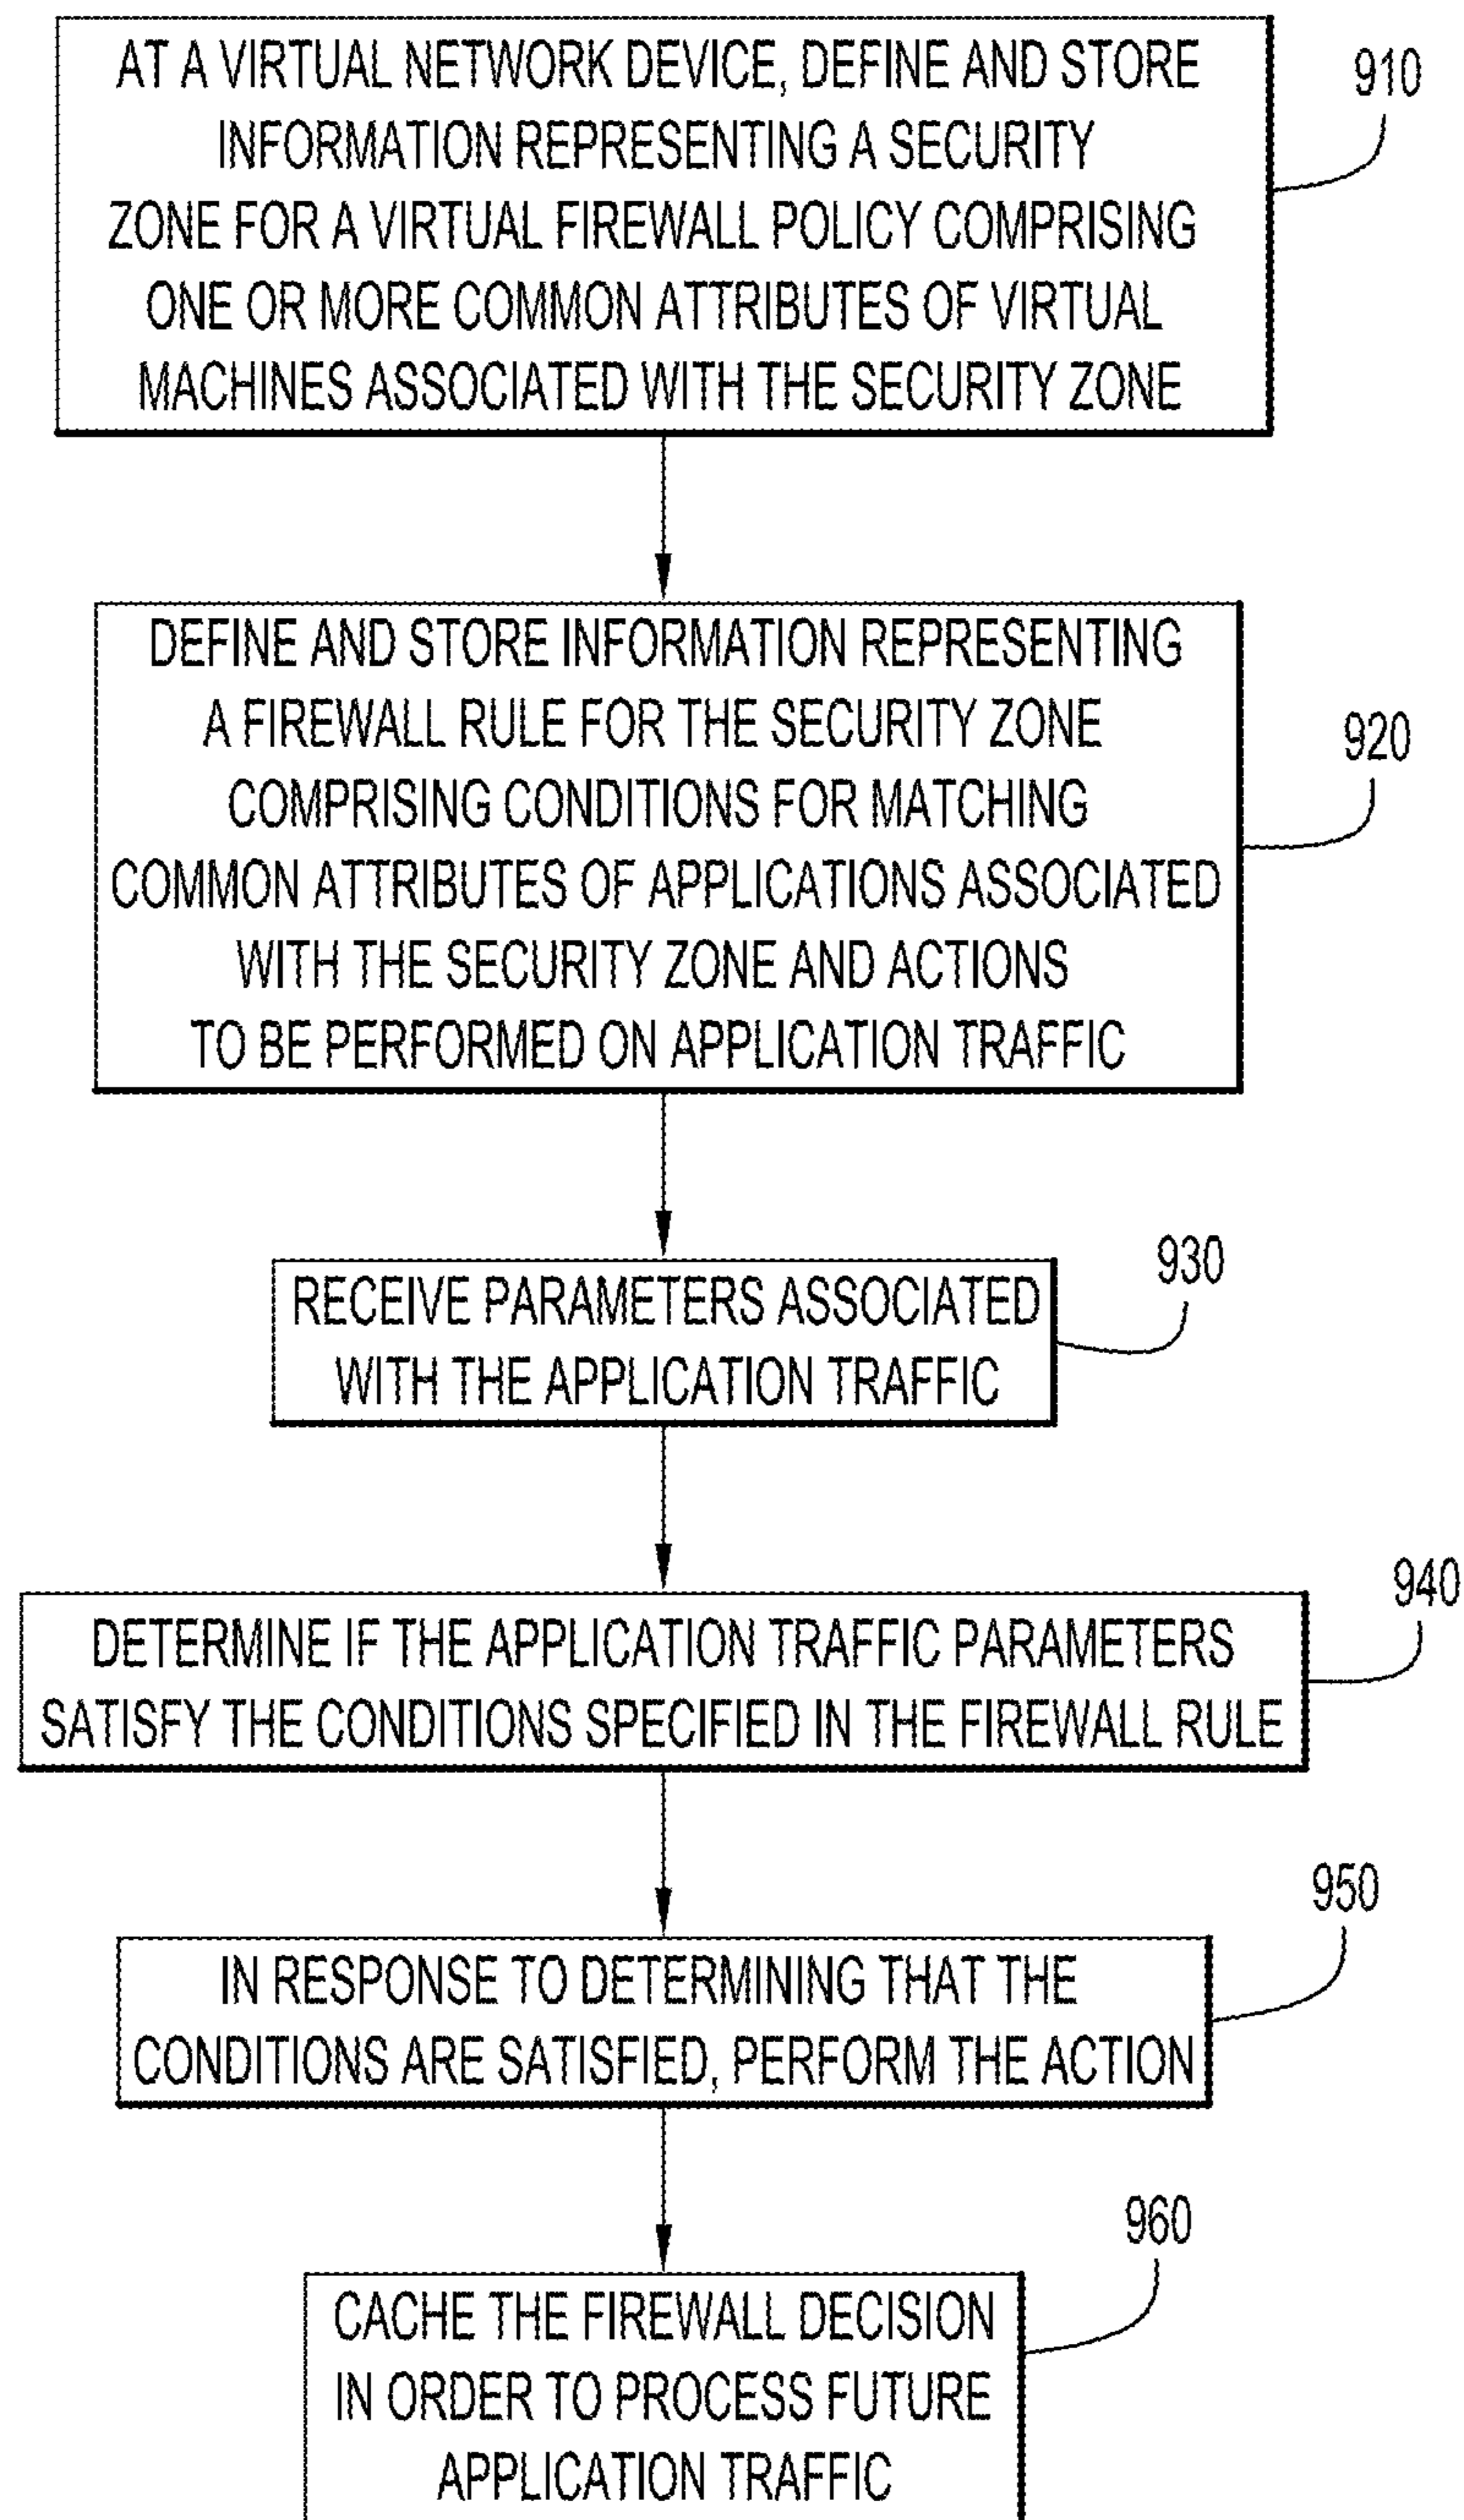 AT A VIRTUAL NETWORK DEVICE, DEFINE AND STORE
INFORMATION REPRESENTING A SECURITY
ZONE FOR A VIRTUAL FIREWALL POLICY COMPRISING
ONE OR MORE COMMON ATTRIBUTES OF VIRTUAL
MACHINES ASSOCIATED WITH THE SECURITY ZONE
910
DEFINE AND STORE INFORMATION REPRESENTING
A FIREWALL RULE FOR THE SECURITY ZONE
COMPRISING CONDITIONS FOR MATCHING
COMMON ATTRIBUTES OF APPLICATIONS ASSOCIATED
WITH THE SECURITY ZONE AND ACTIONS
TO BE PERFORMED ON APPLICATION TRAFFIC
920
RECEIVE PARAMETERS ASSOCIATED
WITH THE APPLICATION TRAFFIC
930
DETERMINE IF THE APPLICATION TRAFFIC PARAMETERS
SATISFY THE CONDITIONS SPECIFIED IN THE FIREWALL RULE
940
IN RESPONSE TO DETERMINING THAT THE
CONDITIONS ARE SATISFIED, PERFORM THE ACTION
950
CACHE THE FIREWALL DECISION
IN ORDER TO PROCESS FUTURE
APPLICATION TRAFFIC
960